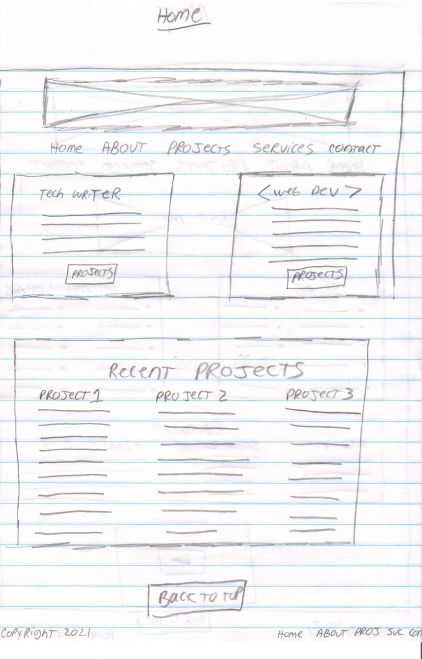 Home
Home ABOUT PROJECTS SERVICES CONTACT
Tech WRITER
<Web DEV>
PROJECTS
PROJECTS
Recent PROJECTS
PROJECT 1 PROJECT 2 PROJECT 3
BACK TO TOP
COPYRIGHT 2021
Home ABOUT PROJ SVC CON